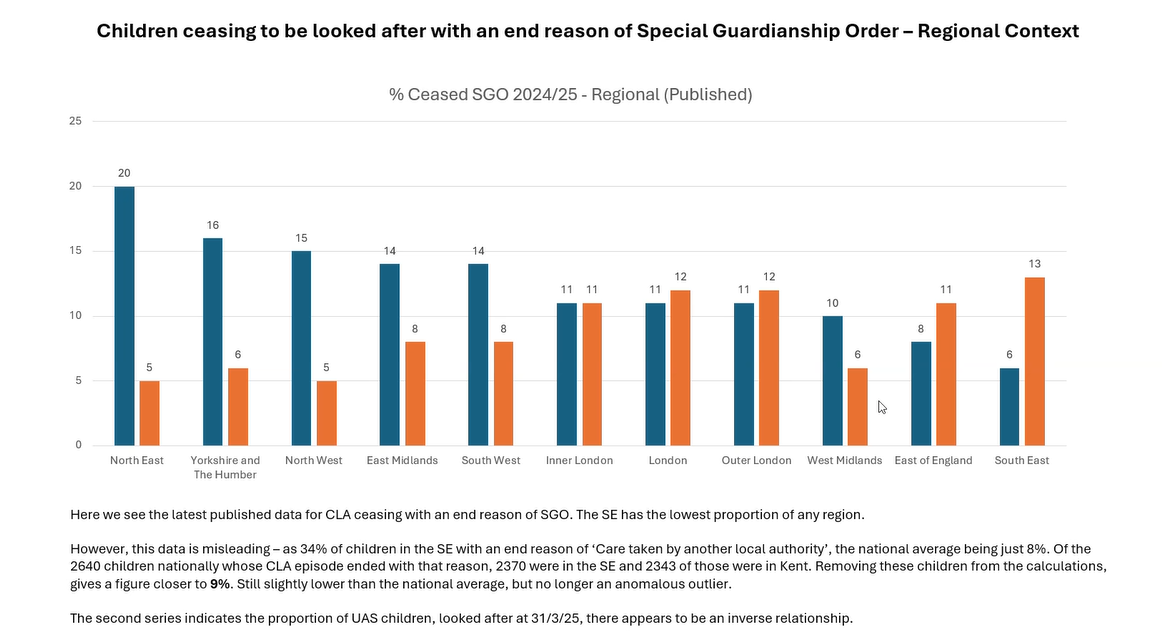 Children ceasing to be looked after with an end reason of Special Guardianship Order – Regional Context
% Ceased SGO 2024/25 - Regional (Published)
25
20
15
10
5
0
20 5
16 6
15 5
14 8
14 8
11 11
11 12
11 12
10 6
8 11
6 13
North East
Yorkshire and
The Humber
North West
East Midlands
South West
Inner London
London
Outer London
West Midlands
East of England
South East
Here we see the latest published data for CLA ceasing with an end reason of SGO. The SE has the lowest proportion of any region.
However, this data is misleading – as 34% of children in the SE with an end reason of ‘Care taken by another local authority’, the national average being just 8%. Of the
2640 children nationally whose CLA episode ended with that reason, 2370 were in the SE and 2343 of those were in Kent. Removing these children from the calculations,
gives a figure closer to 9%. Still slightly lower than the national average, but no longer an anomalous outlier.
The second series indicates the proportion of UAS children, looked after at 31/3/25, there appears to be an inverse relationship.